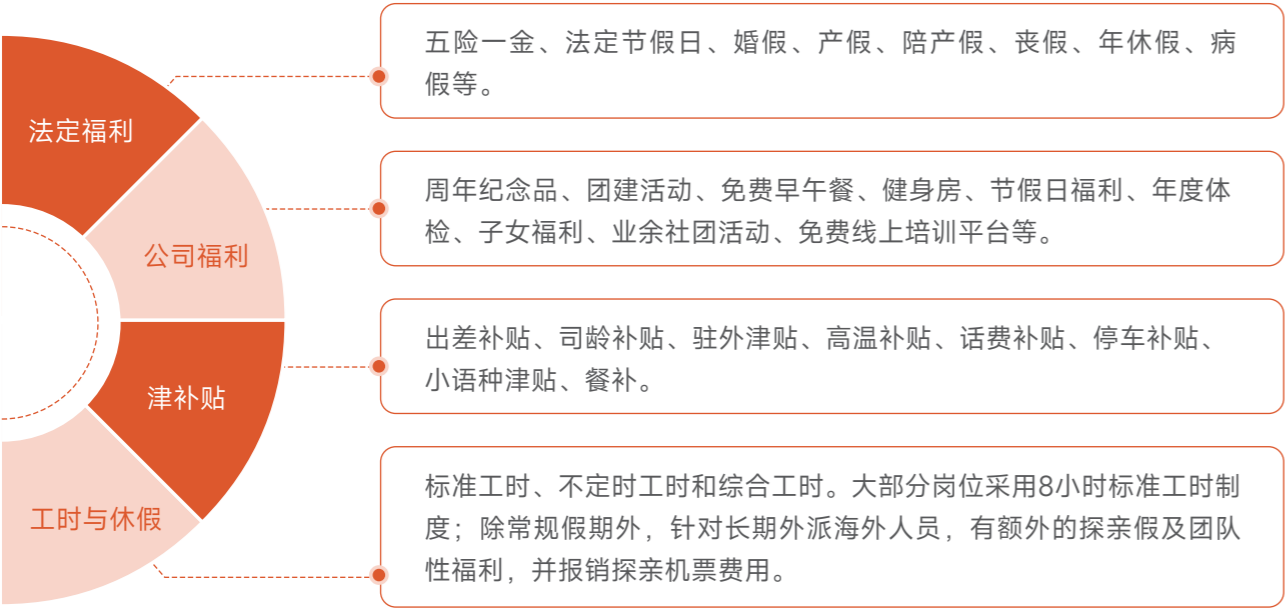 法定福利
五险一金、法定节假日、婚假、产假、陪产假、丧假、年休假、病
假等。
公司福利
周年纪念品、团建活动、免费早午餐、健身房、节假日福利、年度体
检、子女福利、业余社团活动、免费线上培训平台等。
津补贴
出差补贴、司龄补贴、驻外津贴、高温补贴、话费补贴、停车补贴、
小语种津贴、餐补。
工时与休假
标准工时、不定时工时和综合工时。大部分岗位采用8小时标准工时制
度；除常规假期外，针对长期外派海外人员，有额外的探亲假及团队
性福利，并报销探亲机票费用。